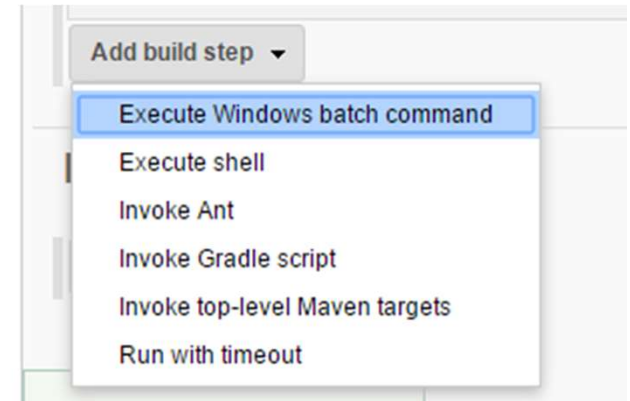 Add build step
Execute Windows batch command
Execute shell
Invoke Ant
Invoke Gradle script
Invoke top-level Maven targets
Run with timeout